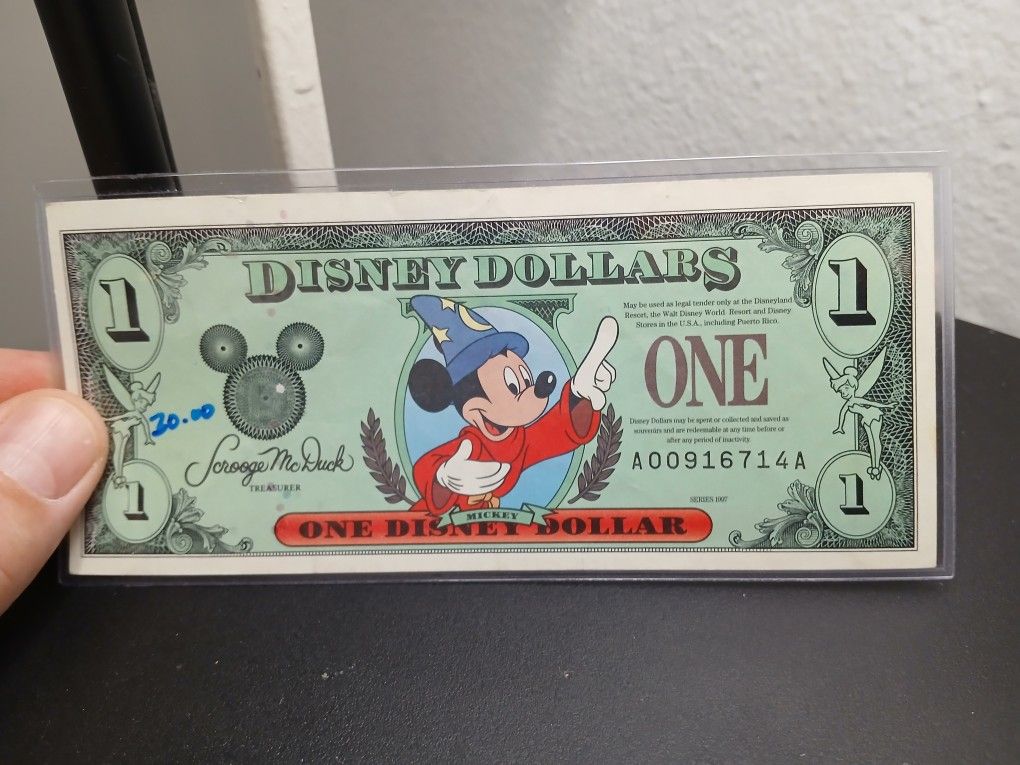 1
DISNEY DOLLARS
1
May be used as legal tender only at the Disneyland
Resort, the Walt Disney World Resort and Disney
Stores in the U.S.A., including Puerto Rico.
ONE
20.00
Disney Dollars may be spent or collected and saved as
souvenirs and are redeemable at any time before or
after any period of inactivity.
Scrooge McDuck
TREASURER
A00916714A
1
1
SERIES 1997
MICKEY
ONE DISNEY DOLLAR